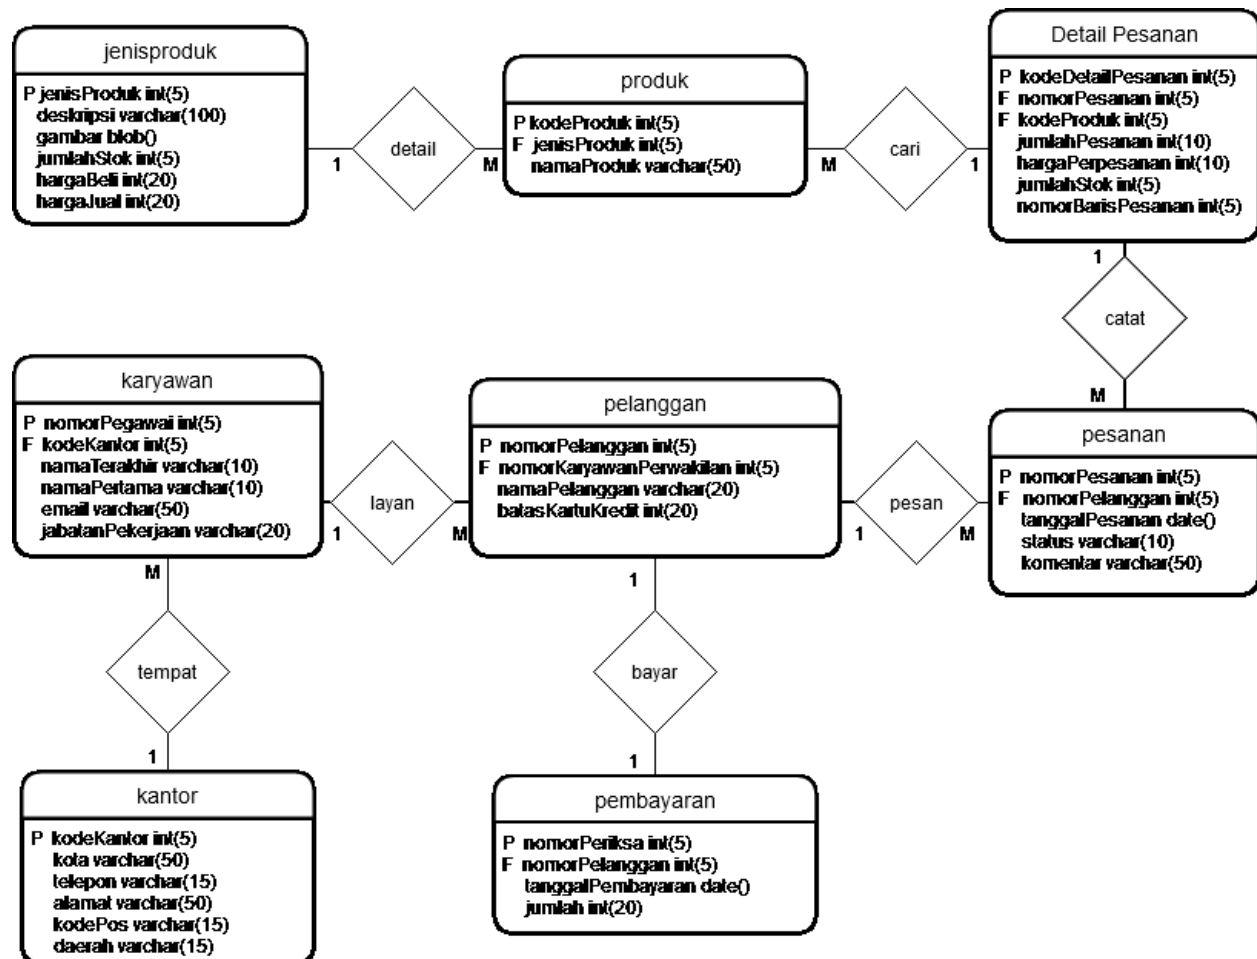 jenisproduk
P jenisProduk int(5)
deskripsi varchar(100)
gambar blob()
jumlahStok int(5)
hargaBeli int(20)
hargaJual int(20)
1
detail
M
produk
P kodeProduk int(5)
F jenisProduk int(5)
namaProduk varchar(50)
M
cari
1
Detail Pesanan
P kodeDetailPesanan int(5)
F nomorPesanan int(5)
F kodeProduk int(5)
jumlahPesanan int(10)
hargaPerpesanan int(10)
jumlahStok int(5)
nomorBarisPesanan int(5)
1
catat
M
karyawan
P nomorPegawai int(5)
F kodeKantor int(5)
namaTerakhir varchar(10)
namaPertama varchar(10)
email varchar(50)
jabatanPekerjaan varchar(20)
1
layan
M
pelanggan
P nomorPelanggan int(5)
F nomorKaryawanPerwakilan int(5)
namaPelanggan varchar(20)
batasKartuKredit int(20)
1
pesan
M
pesanan
P nomorPesanan int(5)
F nomorPelanggan int(5)
tanggalPesanan date()
status varchar(10)
komentar varchar(50)
M
tempat
1
1
bayar
1
kantor
P kodeKantor int(5)
kota varchar(50)
telepon varchar(15)
alamat varchar(50)
kodePos varchar(15)
daerah varchar(15)
pembayaran
P nomorPeriksa int(5)
F nomorPelanggan int(5)
tanggalPembayaran date()
jumlah int(20)